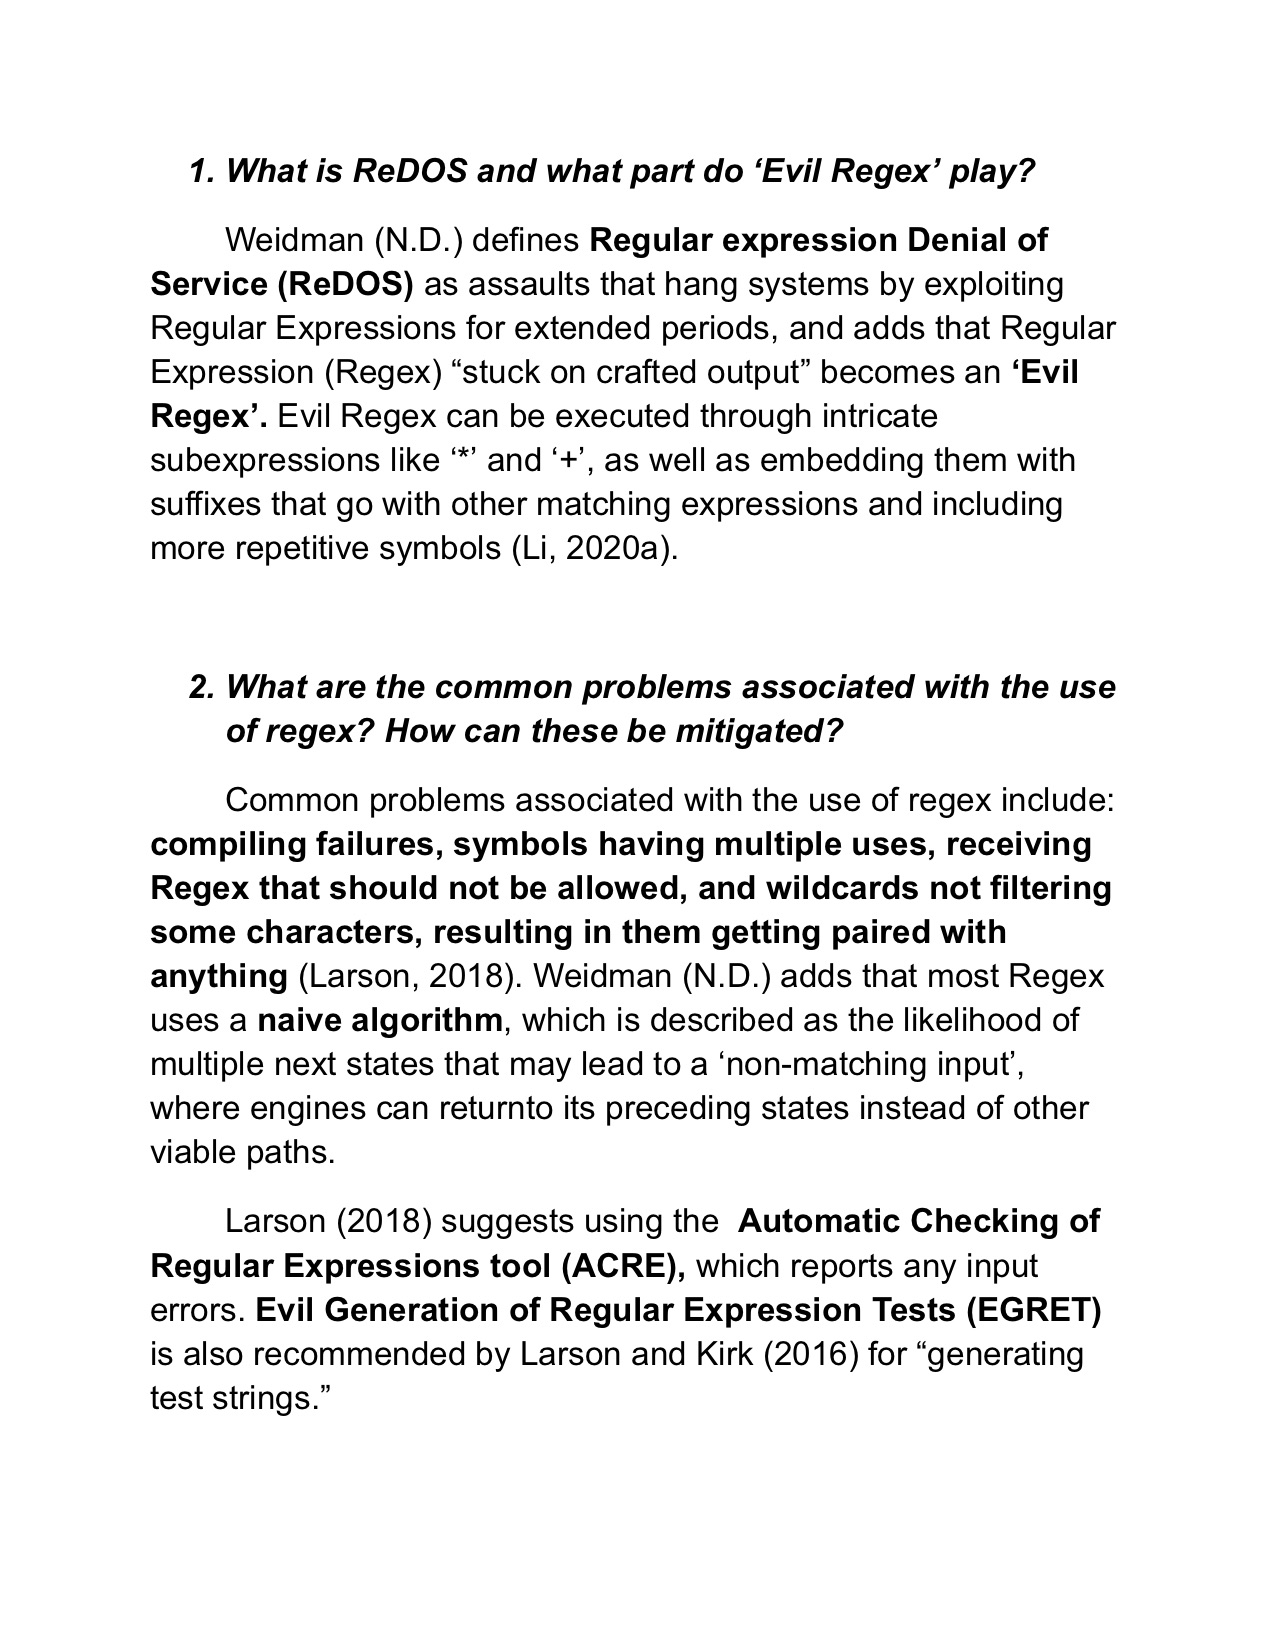 1. What is ReDOS and what part do ‘Evil Regex’ play?
Weidman (N.D.) defines Regular expression Denial of
Service (ReDOS) as assaults that hang systems by exploiting
Regular Expressions for extended periods, and adds that Regular
Expression (Regex) “stuck on crafted output” becomes an ‘Evil
Regex’. Evil Regex can be executed through intricate
subexpressions like ‘*’ and ‘+’, as well as embedding them with
suffixes that go with other matching expressions and including
more repetitive symbols (Li, 2020a).
2. What are the common problems associated with the use
of regex? How can these be mitigated?
Common problems associated with the use of regex include:
compiling failures, symbols having multiple uses, receiving
Regex that should not be allowed, and wildcards not filtering
some characters, resulting in them getting paired with
anything (Larson, 2018). Weidman (N.D.) adds that most Regex
uses a naive algorithm, which is described as the likelihood of
multiple next states that may lead to a ‘non-matching input’,
where engines can returnto its preceding states instead of other
viable paths.
Larson (2018) suggests using the  Automatic Checking of
Regular Expressions tool (ACRE), which reports any input
errors. Evil Generation of Regular Expression Tests (EGRET)
is also recommended by Larson and Kirk (2016) for “generating
test strings.”